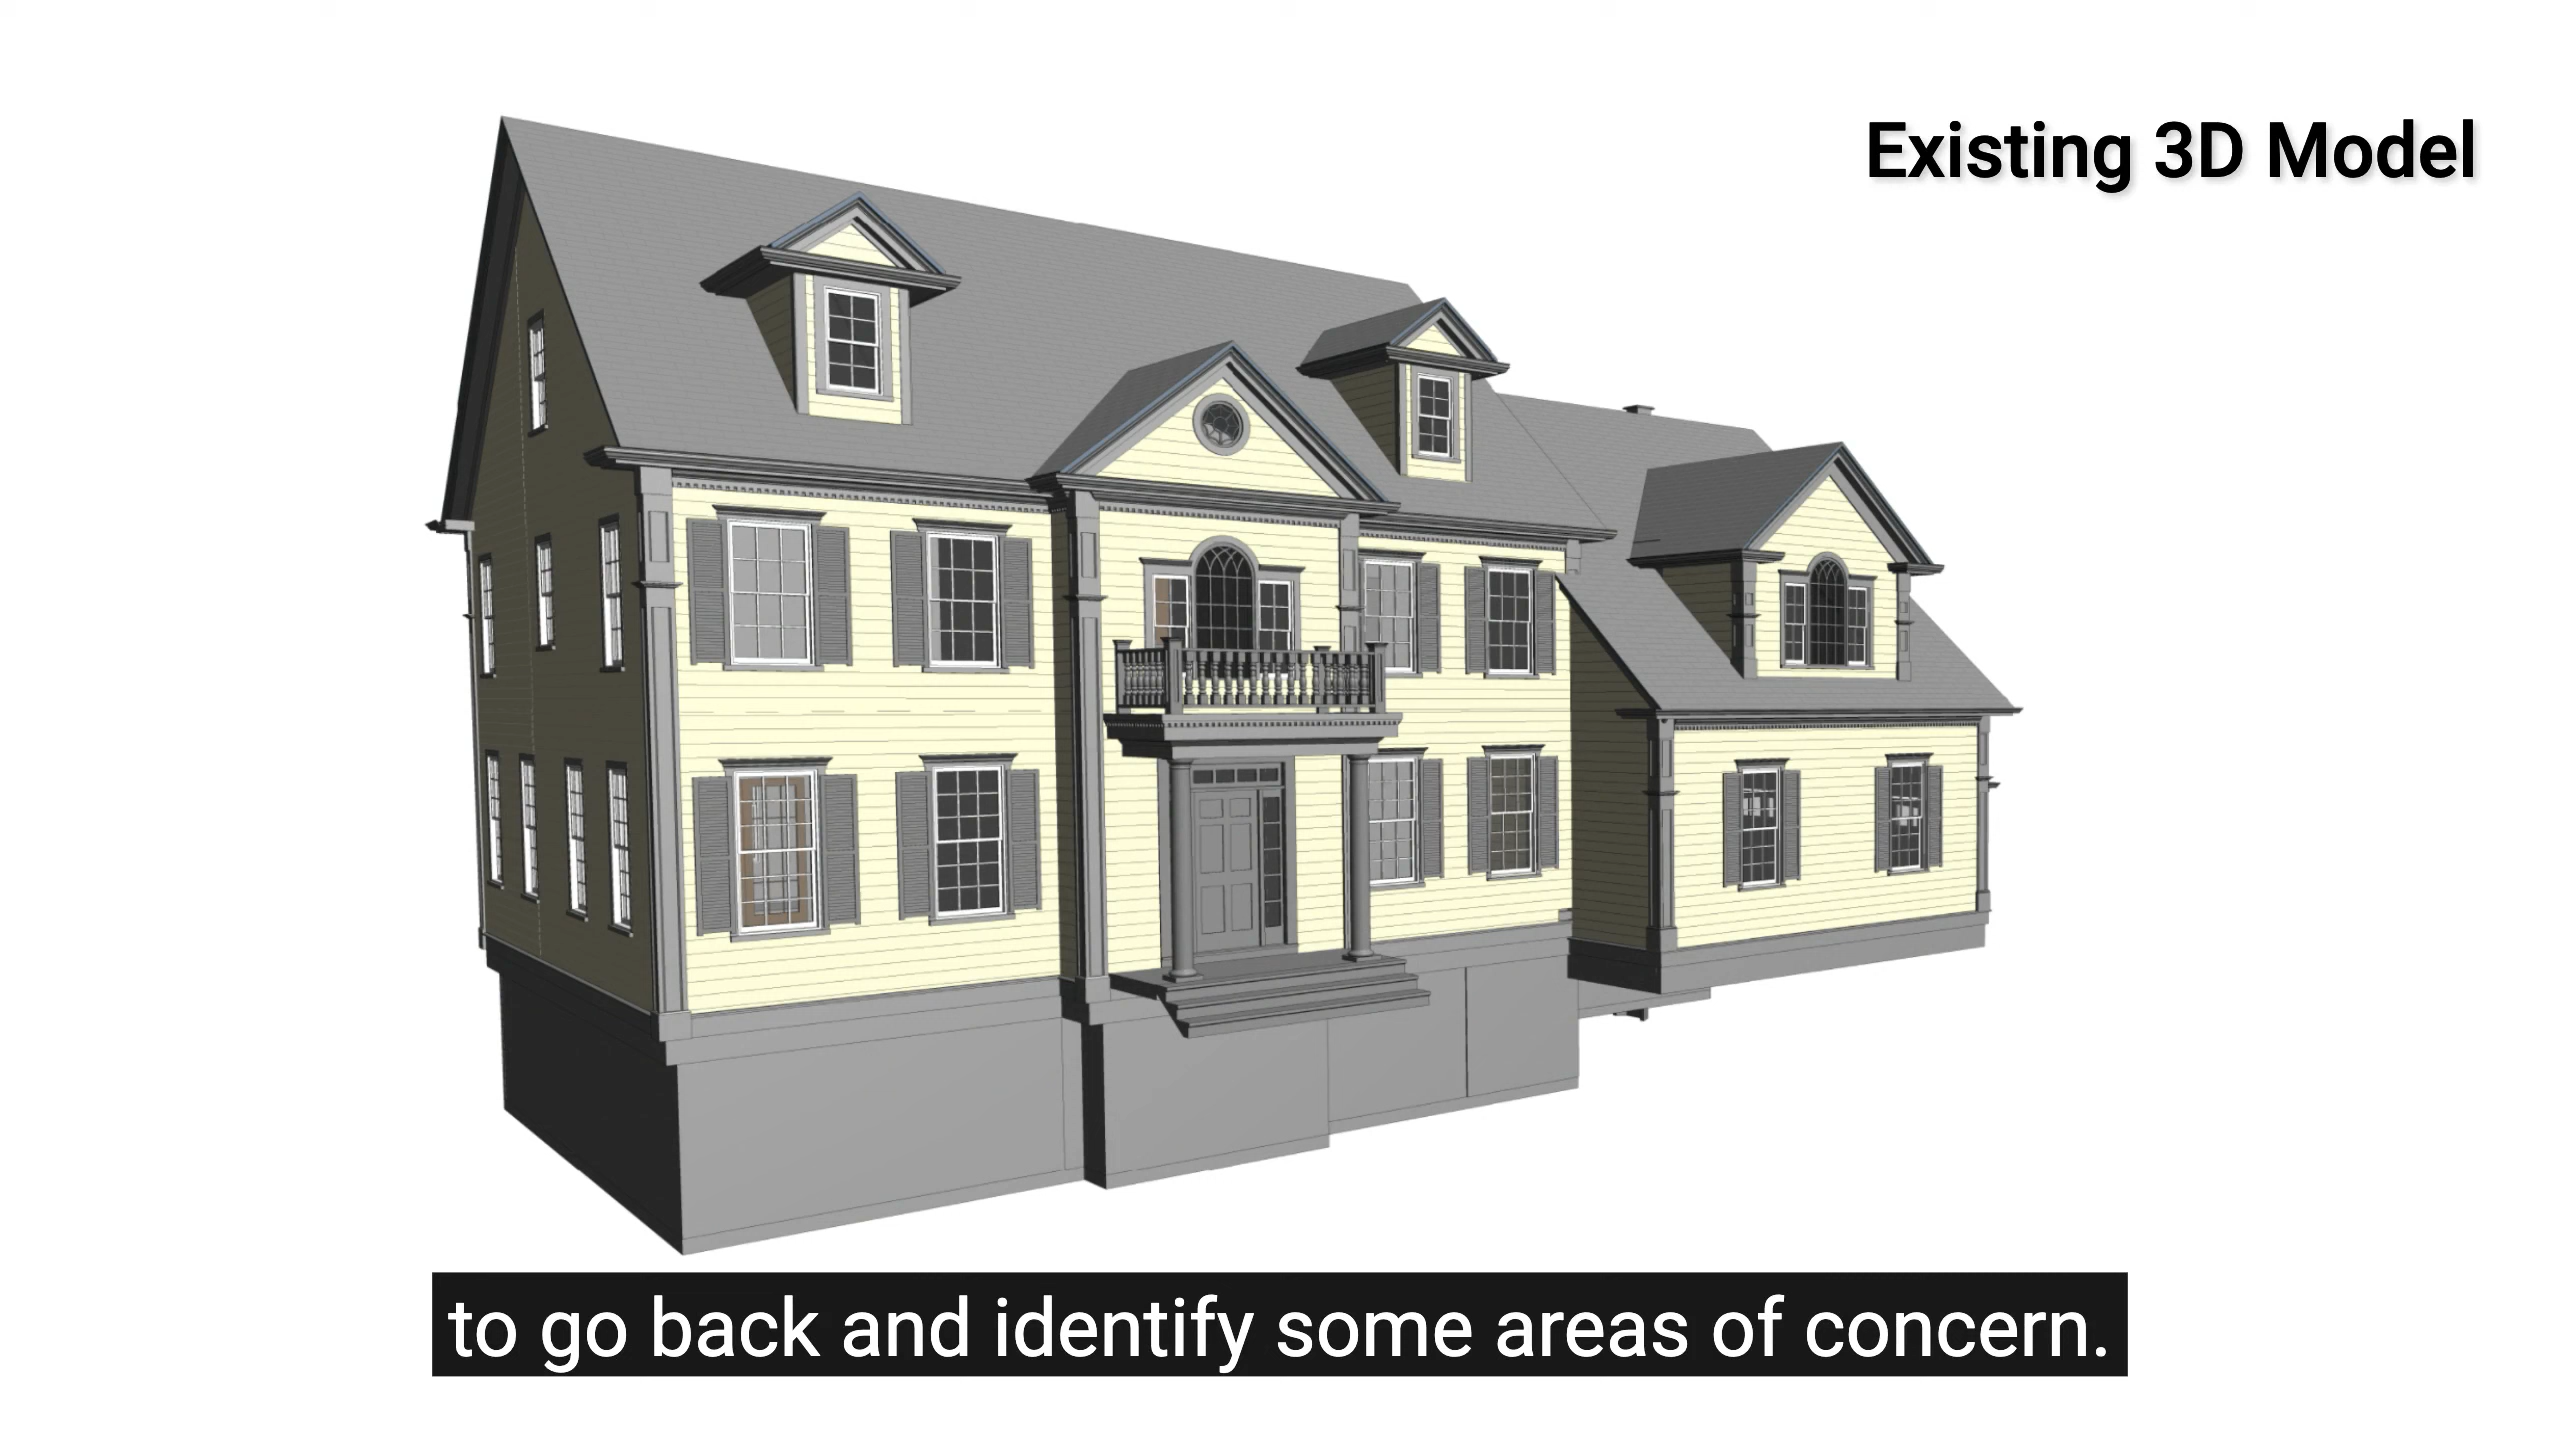 Existing 3D Model
to go back and identify some areas of concern.